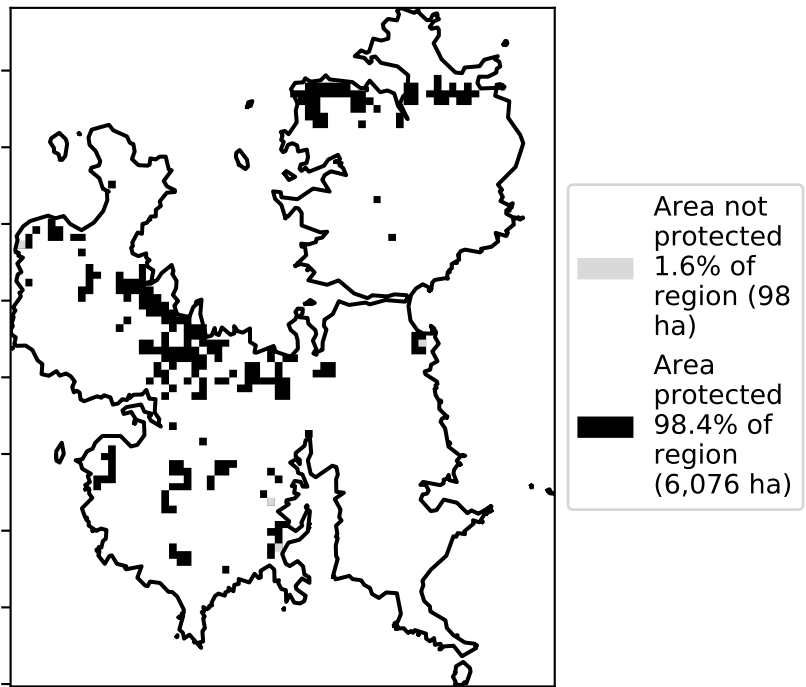 Area not
protected
1.6% of
region (98
ha)
Area
protected
98.4% of
region
(6,076 ha)